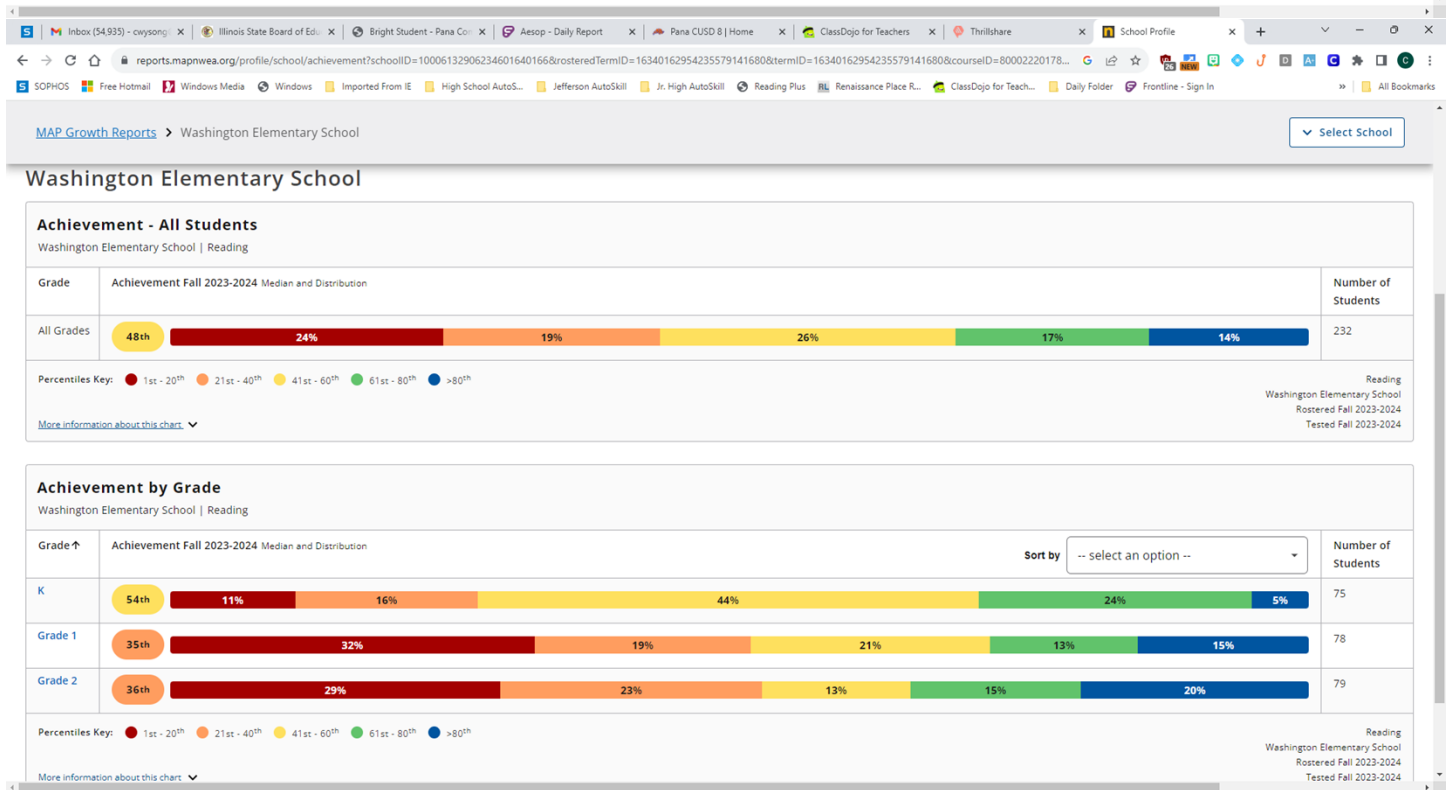 Inbox (54,935) - cwysong
Illinois State Board of Edu
Bright Student - Pana Con
Aesop - Daily Report
Pana CUSD 8 | Home
ClassDojo for Teachers
Thrillshare
School Profile
reports.mapnwea.org/profile/school/achievement?schoolID=10006132906234601640166&rosteredTermID=16340162954235579141680&termID=16340162954235579141680&courseID=80002220178...
SOPHOS
Free Hotmail
Windows Media
Windows
Imported From IE
High School AutoS...
Jefferson AutoSkill
Jr. High AutoSkill
Reading Plus
Renaissance Place R...
ClassDojo for Teach...
Daily Folder
Frontline - Sign In
All Bookmarks
MAP Growth Reports > Washington Elementary School
Select School
Washington Elementary School
Achievement - All Students
Washington Elementary School | Reading
Grade Achievement Fall 2023-2024 Median and Distribution Number of Students
All Grades 48th 24% 19% 26% 17% 14% 232
Percentiles Key: 1st - 20th 21st - 40th 41st - 60th 61st - 80th >80th
Reading
Washington Elementary School
Rostered Fall 2023-2024
Tested Fall 2023-2024
More information about this chart
Achievement by Grade
Washington Elementary School | Reading
Grade Achievement Fall 2023-2024 Median and Distribution Sort by -- select an option -- Number of Students
K 54th 11% 16% 44% 24% 5% 75
Grade 1 35th 32% 19% 21% 13% 15% 78
Grade 2 36th 29% 23% 13% 15% 20% 79
Percentiles Key: 1st - 20th 21st - 40th 41st - 60th 61st - 80th >80th
Reading
Washington Elementary School
Rostered Fall 2023-2024
Tested Fall 2023-2024
More information about this chart